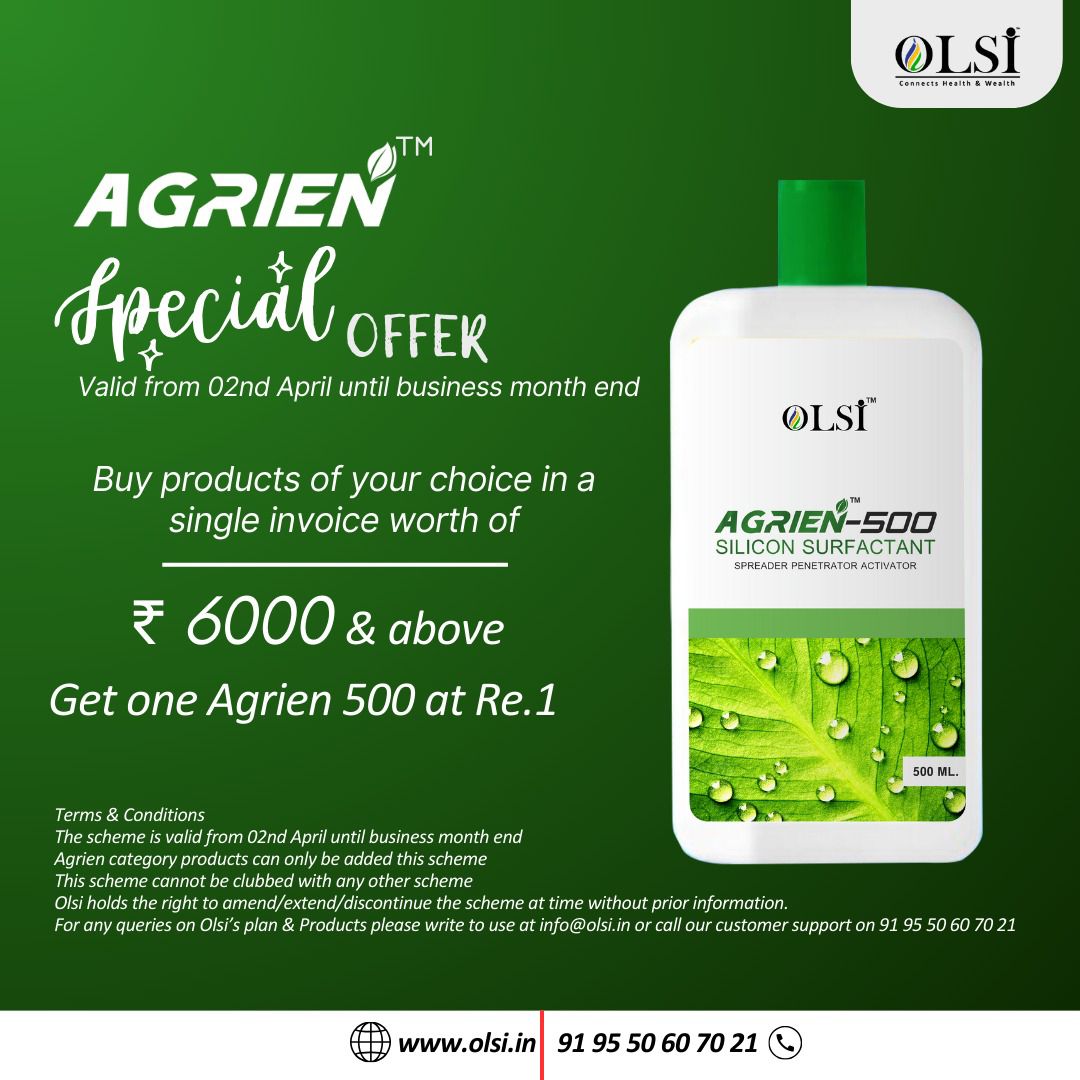 OLSi
Connects Health & Wealth
AGRIEN™
Special OFFER
Valid from 02nd April until business month end
Buy products of your choice in a
single invoice worth of
₹ 6000 & above
Get one Agrien 500 at Re.1
OLSi™
AGRIEN™-500
SILICON SURFACTANT
SPREADER PENETRATOR ACTIVATOR
500 ML.
Terms & Conditions
The scheme is valid from 02nd April until business month end
Agrien category products can only be added this scheme
This scheme cannot be clubbed with any other scheme
Olsi holds the right to amend/extend/discontinue the scheme at time without prior information.
For any queries on Olsi’s plan & Products please write to use at info@olsi.in or call our customer support on 91 95 50 60 70 21
www.olsi.in 91 95 50 60 70 21